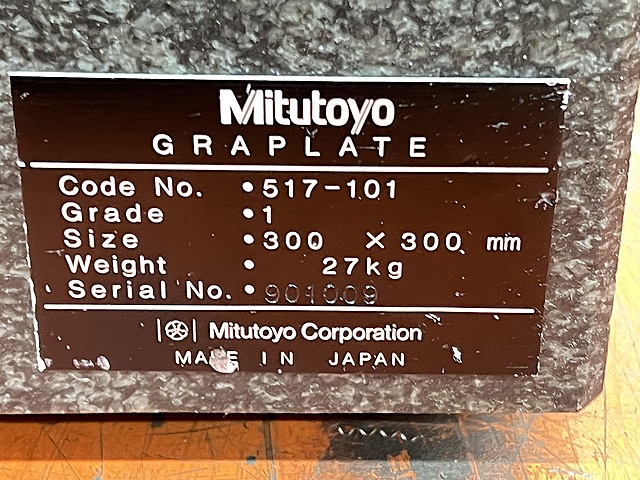 Mitutoyo
GRAPLATE
Code No. • 517-101
Grade • 1
Size • 300 × 300 mm
Weight • 27kg
Serial No. • 901009
Mitutoyo Corporation
MADE IN JAPAN